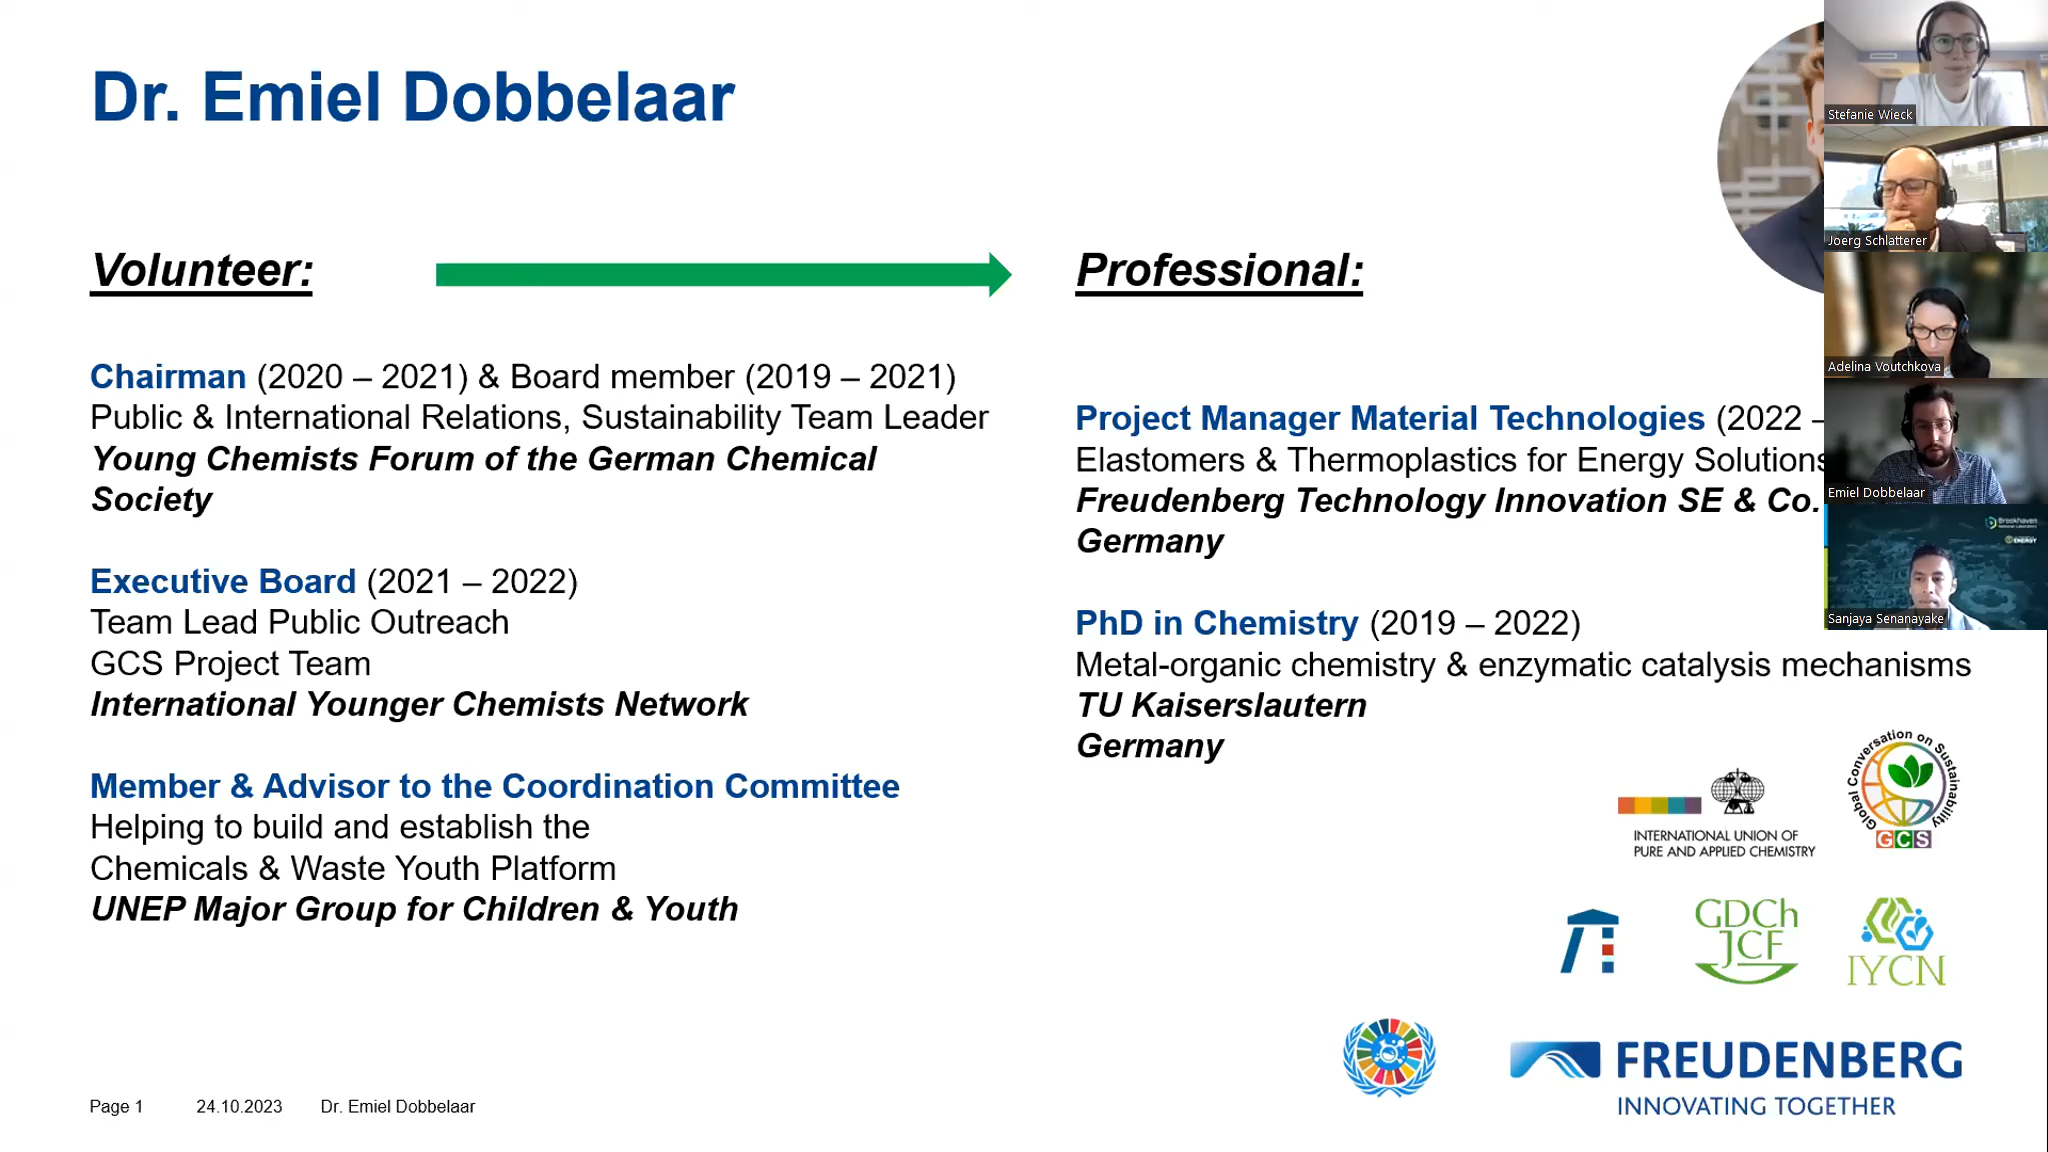 Dr. Emiel Dobbelaar
Volunteer:
Chairman (2020 – 2021) & Board member (2019 – 2021)
Public & International Relations, Sustainability Team Leader
Young Chemists Forum of the German Chemical
Society
Executive Board (2021 – 2022)
Team Lead Public Outreach
GCS Project Team
International Younger Chemists Network
Member & Advisor to the Coordination Committee
Helping to build and establish the
Chemicals & Waste Youth Platform
UNEP Major Group for Children & Youth
Professional:
Project Manager Material Technologies (2022 –
Elastomers & Thermoplastics for Energy Solutions
Freudenberg Technology Innovation SE & Co.
Germany
PhD in Chemistry (2019 – 2022)
Metal-organic chemistry & enzymatic catalysis mechanisms
TU Kaiserslautern
Germany
INTERNATIONAL UNION OF
PURE AND APPLIED CHEMISTRY
Global Conversation on Sustainability
GCS
GDCh
JCF
IYCN
FREUDENBERG
INNOVATING TOGETHER
Page 1 24.10.2023 Dr. Emiel Dobbelaar
Stefanie Wieck
Joerg Schlatterer
Adelina Voutchkova
Emiel Dobbelaar
Brookhaven
National Laboratory
ENERGY
Sanjaya Senanayake